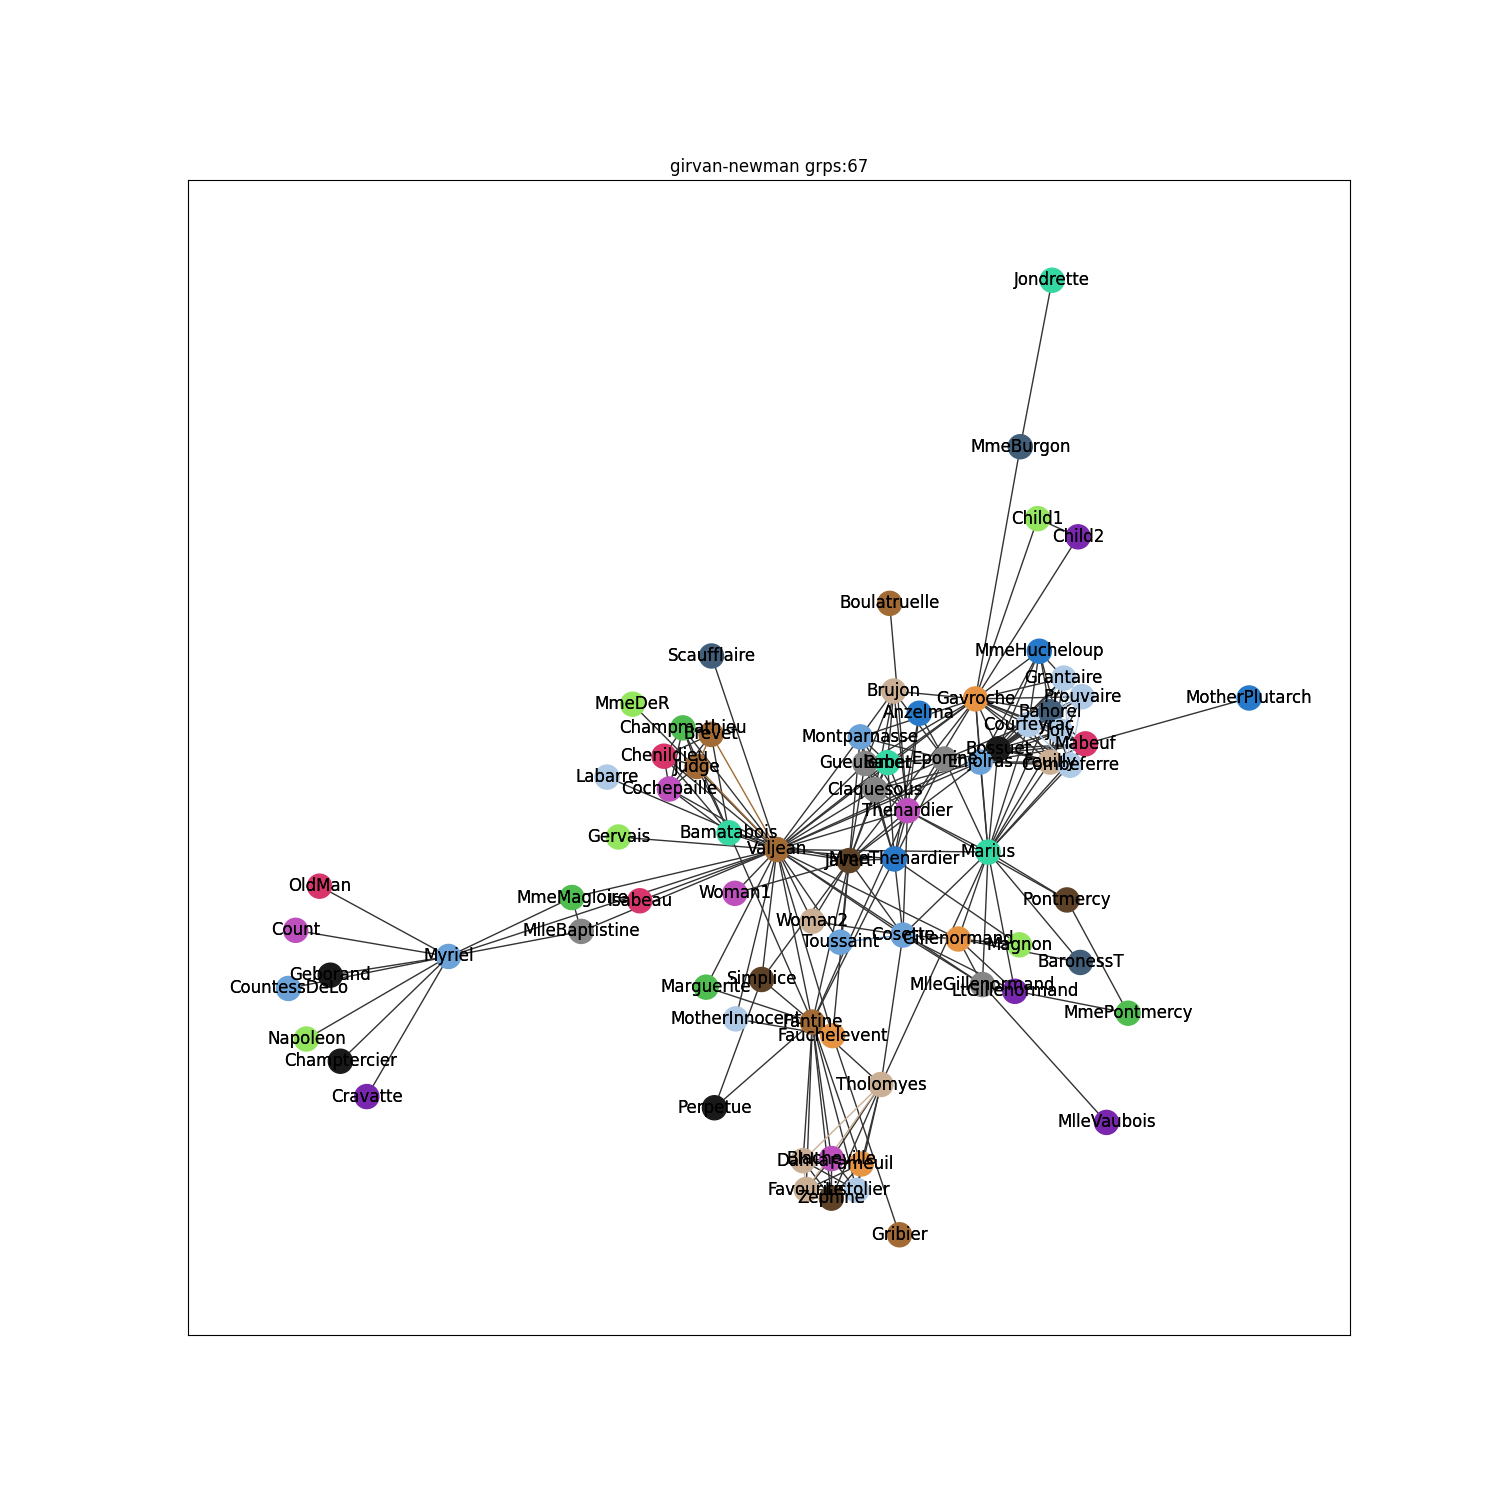 girvan-newman grps:67
Jondrette
MmeBurgon
Child1
Child2
Boulatruelle
MmeHucheloup
Scaufflaire
Grantaire
Brujon
Gavroche
Prouvaire
MotherPlutarch
MmeDeR
Anzelma
Bahorel
Champmathieu
Courfeyrac
Brevet
Joly
Montparnasse
Mabeuf
Bossuet
Chenildieu
Epomine
Gueulemer
Babet
Enjolras
Feuilly
Combeferre
Judge
Labarre
Cochepaille
Claquesous
Thenardier
Bamatabois
Gervais
Valjean
Javert
MmeThenardier
Marius
OldMan
Woman1
MmeMagloire
Isabeau
Pontmercy
Woman2
Count
MlleBaptistine
Toussaint
Cosette
Gillenormand
Magnon
Myriel
BaronessT
Geborand
Simplice
CountessDeLo
Marguerite
MlleGillenormand
LtGillenormand
MmePontmercy
MotherInnocent
Fantine
Fauchelevent
Napoleon
Champtercier
Tholomyes
Cravatte
Perpetue
MlleVaubois
Dahlia
Blacheville
Fameuil
Favourite
Listolier
Zephine
Gribier